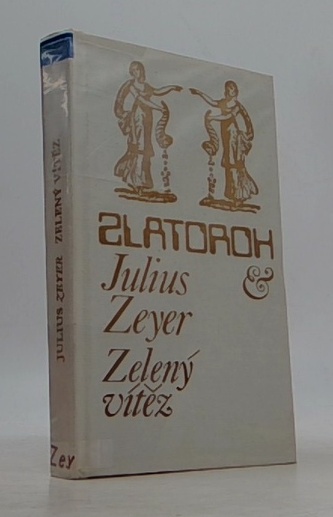 ZLATOROH
&
Julius
Zeyer
Zelený
vítěz
JULIUS ZEYER ZELENÝ VÍTĚZ
Zey